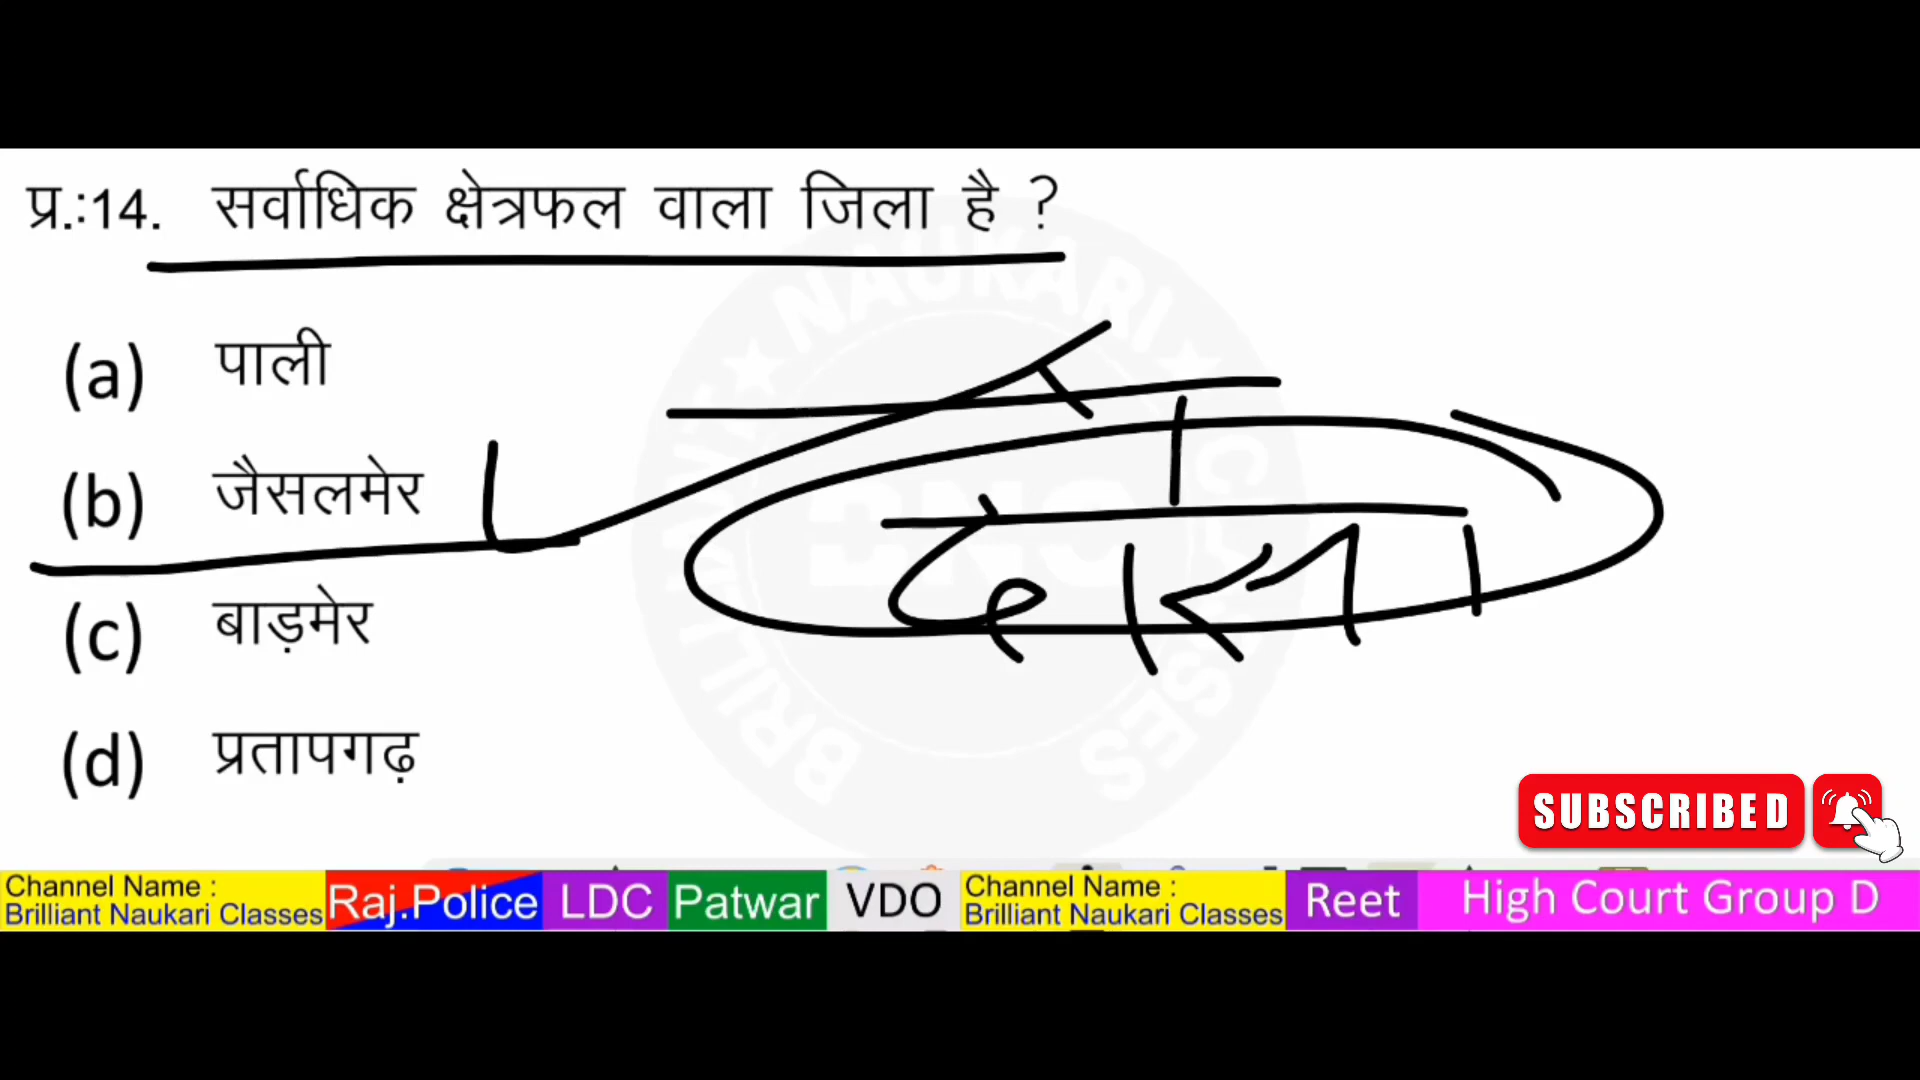 प्र.:14. सर्वाधिक क्षेत्रफल वाला जिला है ?
(a) पाली
(b) जैसलमेर
(c) बाड़मेर
(d) प्रतापगढ़
SUBSCRIBED
Channel Name :
Brilliant Naukari Classes
Raj.Police
LDC
Patwar
VDO
Channel Name :
Brilliant Naukari Classes
Reet
High Court Group D